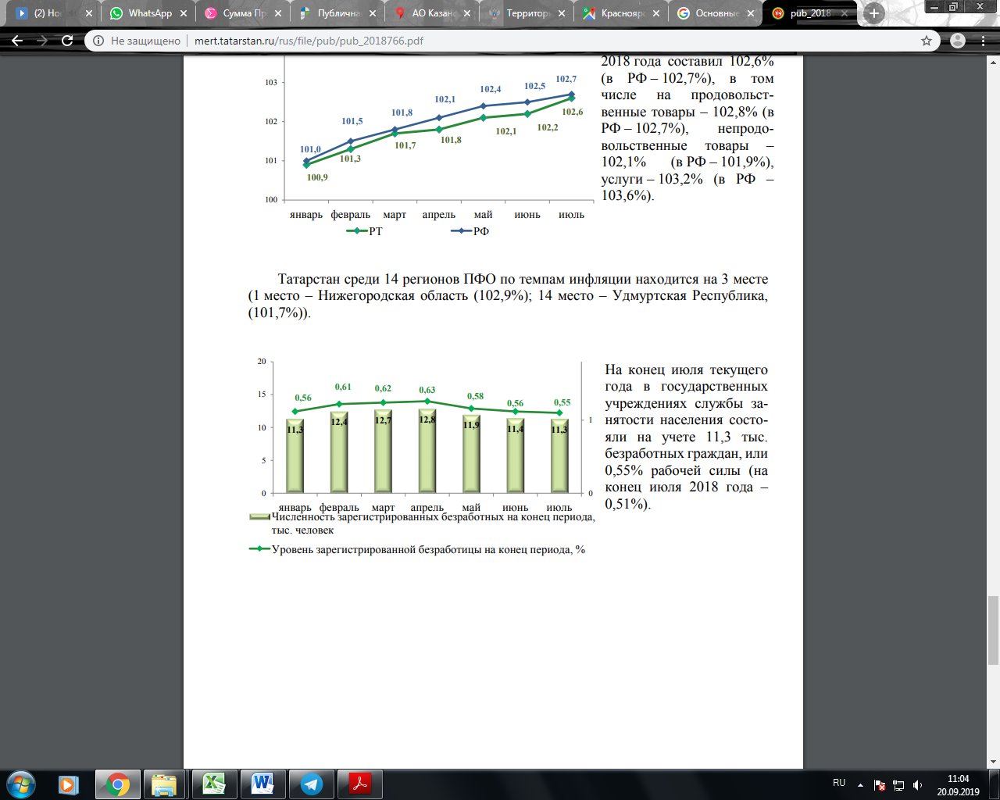 (2) Но
WhatsApp
Сумма Пр
Публична
АО Казан
Территор
Краснояр
Основные
pub_2018
Не защищено
mert.tatarstan.ru/rus/file/pub/pub_2018766.pdf
103
102
101
100
101,0
101,5
101,8
102,1
102,4
102,5
102,7
100,9
101,3
101,7
101,8
102,1
102,2
102,6
январь февраль март апрель май июнь июль
РТ
РФ
2018 года составил 102,6%
(в РФ – 102,7%), в том
числе на продовольст-
венные товары – 102,8% (в
РФ – 102,7%), непродо-
вольственные товары –
102,1% (в РФ – 101,9%),
услуги – 103,2% (в РФ –
103,6%).
Татарстан среди 14 регионов ПФО по темпам инфляции находится на 3 месте
(1 место – Нижегородская область (102,9%); 14 место – Удмуртская Республика,
(101,7%)).
20
15
10
5
0
0,56
0,61
0,62
0,63
0,58
0,56
0,55
11,3
12,4
12,7
12,8
11,9
11,4
11,3
1
0
январь февраль март апрель май июнь июль
Численность зарегистрированных безработных на конец периода,
тыс. человек
Уровень зарегистрированной безработицы на конец периода, %
На конец июля текущего
года в государственных
учреждениях службы за-
нятости населения состо-
яли на учете 11,3 тыс.
безработных граждан, или
0,55% рабочей силы (на
конец июля 2018 года –
0,51%).
RU
11:04
20.09.2019